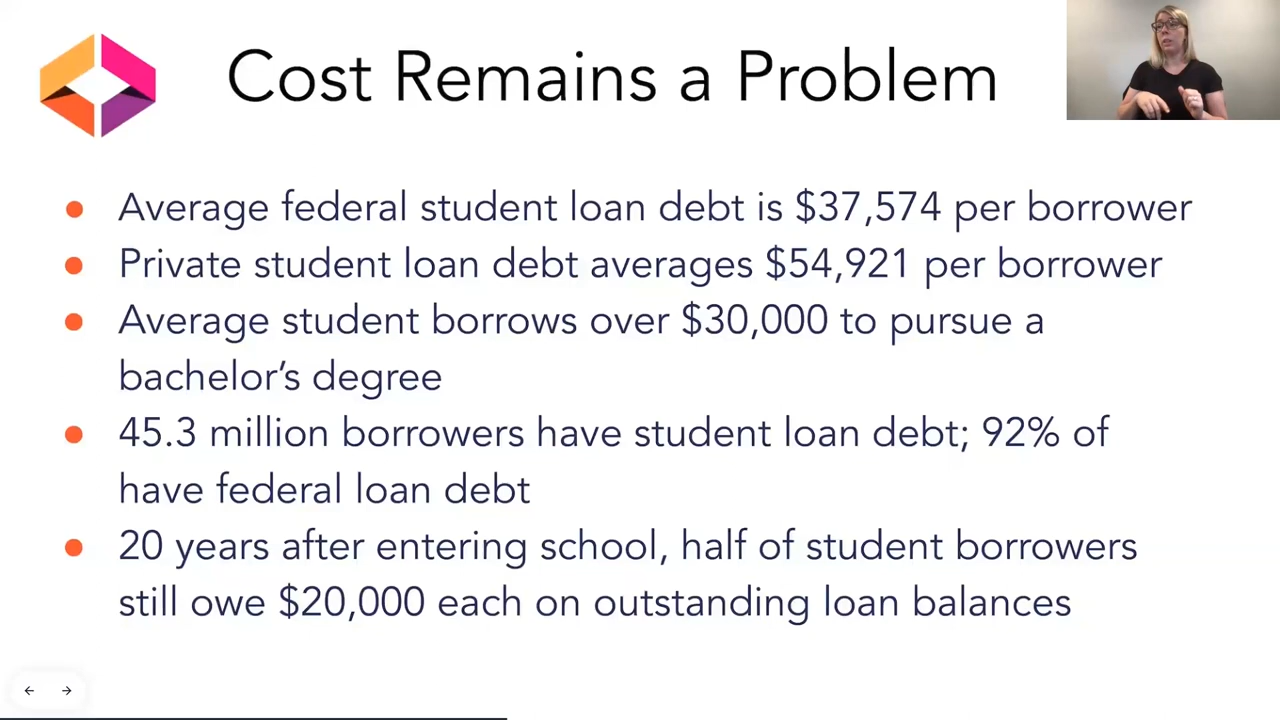 Cost Remains a Problem
● Average federal student loan debt is $37,574 per borrower
● Private student loan debt averages $54,921 per borrower
● Average student borrows over $30,000 to pursue a
bachelor’s degree
● 45.3 million borrowers have student loan debt; 92% of
have federal loan debt
● 20 years after entering school, half of student borrowers
still owe $20,000 each on outstanding loan balances